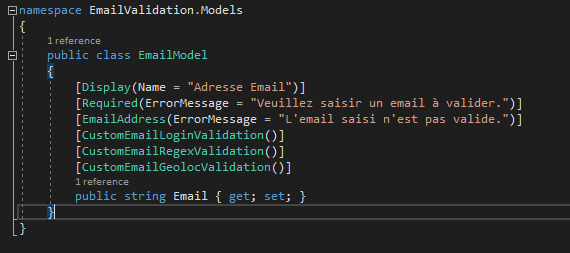 namespace EmailValidation.Models
{
1 reference
public class EmailModel
{
[Display(Name = "Adresse Email")]
[Required(ErrorMessage = "Veuillez saisir un email à valider.")]
[EmailAddress(ErrorMessage = "L'email saisi n'est pas valide.")]
[CustomEmailLoginValidation()]
[CustomEmailRegexValidation()]
[CustomEmailGeolocValidation()]
1 reference
public string Email { get; set; }
}
}